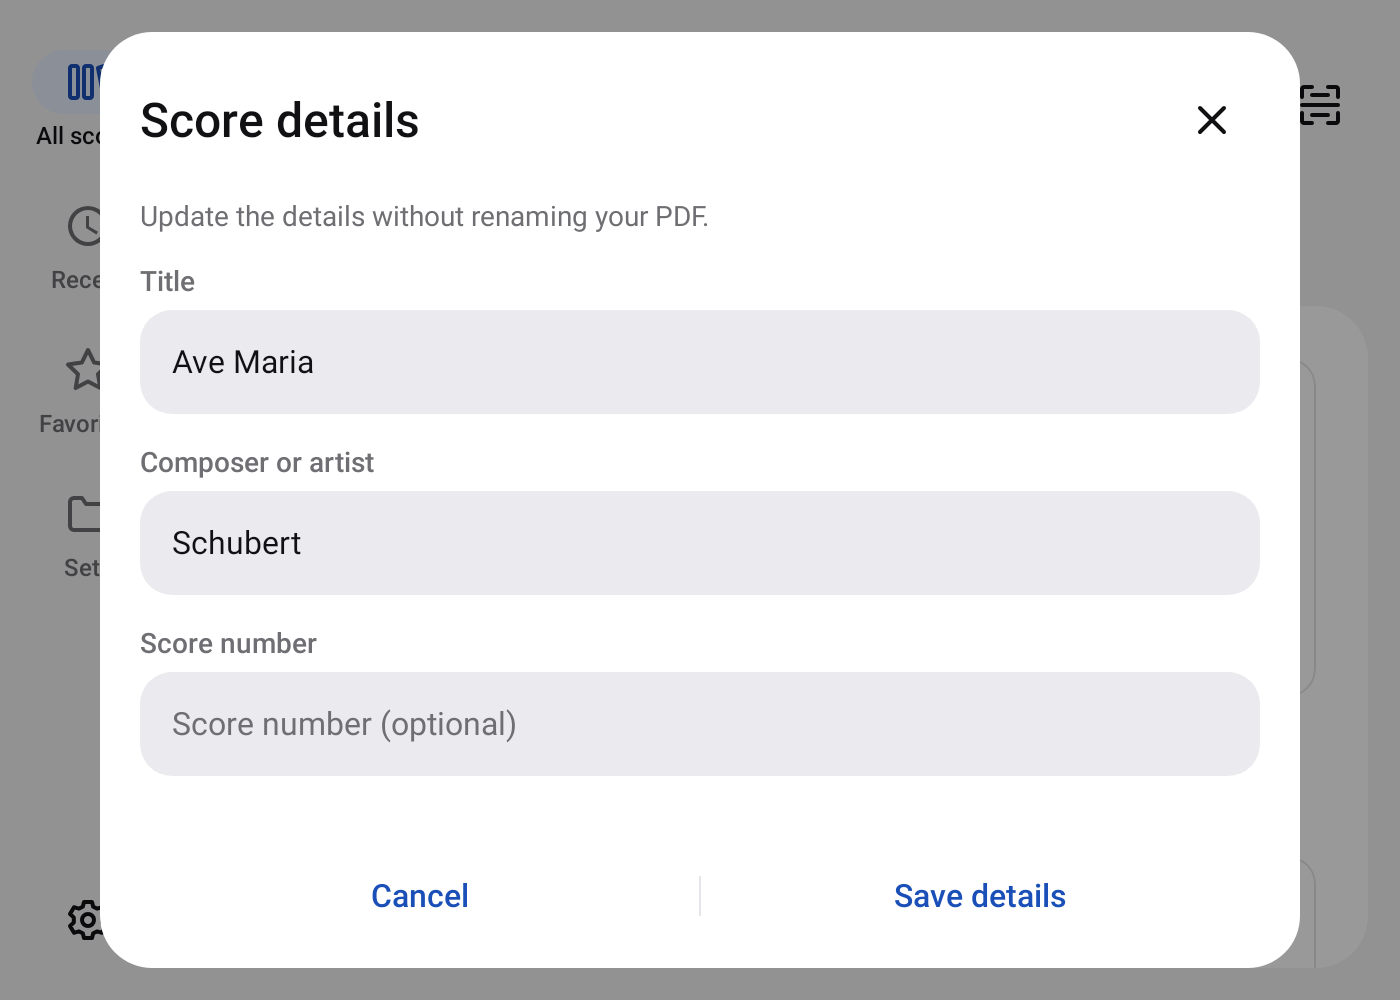 Score details
Update the details without renaming your PDF.
Title
Ave Maria
Composer or artist
Schubert
Score number
Score number (optional)
Cancel
Save details
All